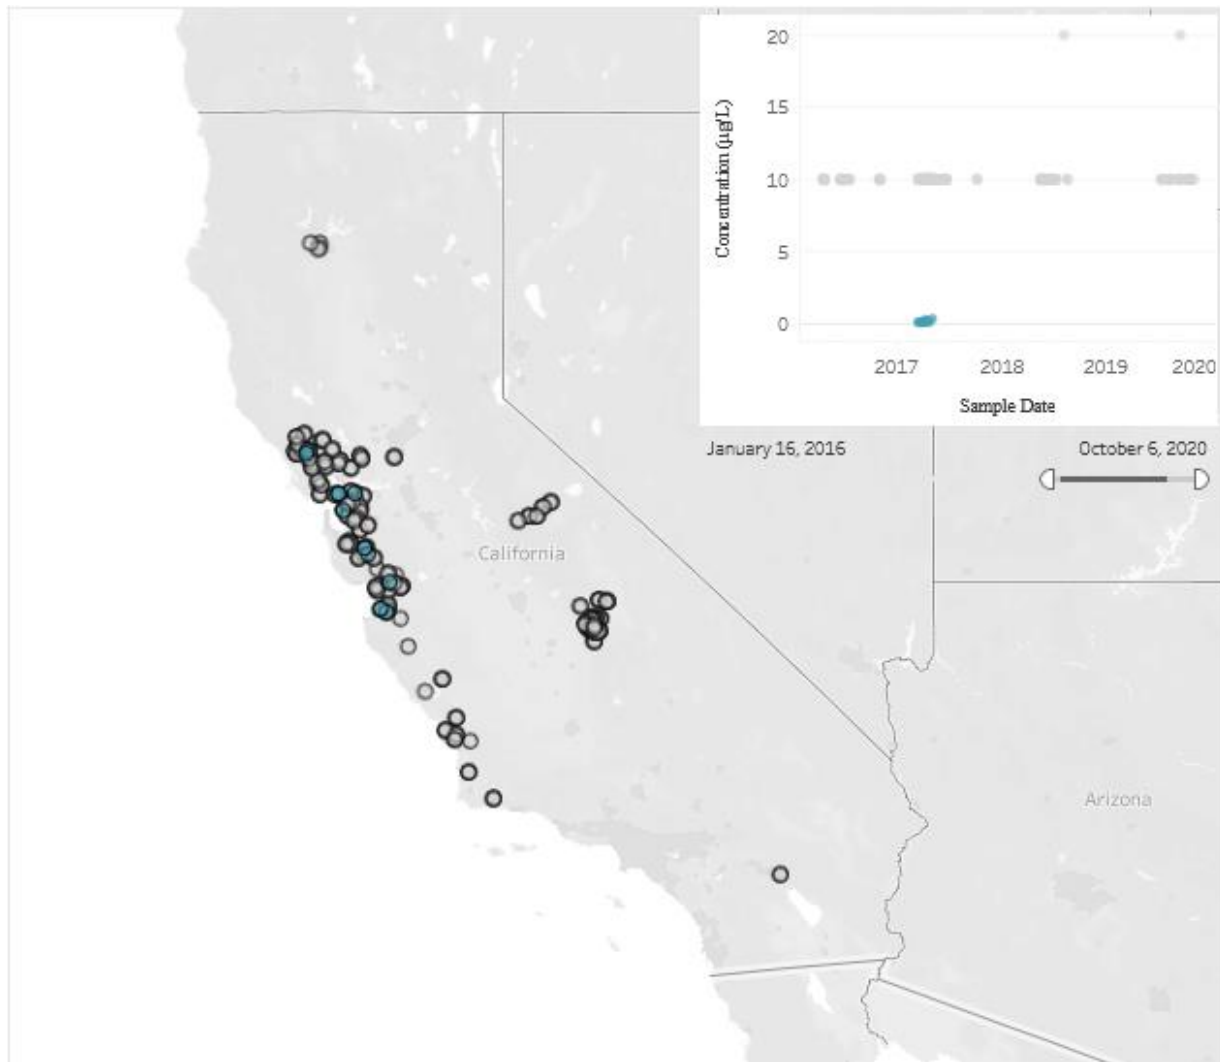 20
15
10
5
0
Concentration (µg/L)
2017
2018
2019
2020
Sample Date
January 16, 2016
October 6, 2020
California
Arizona